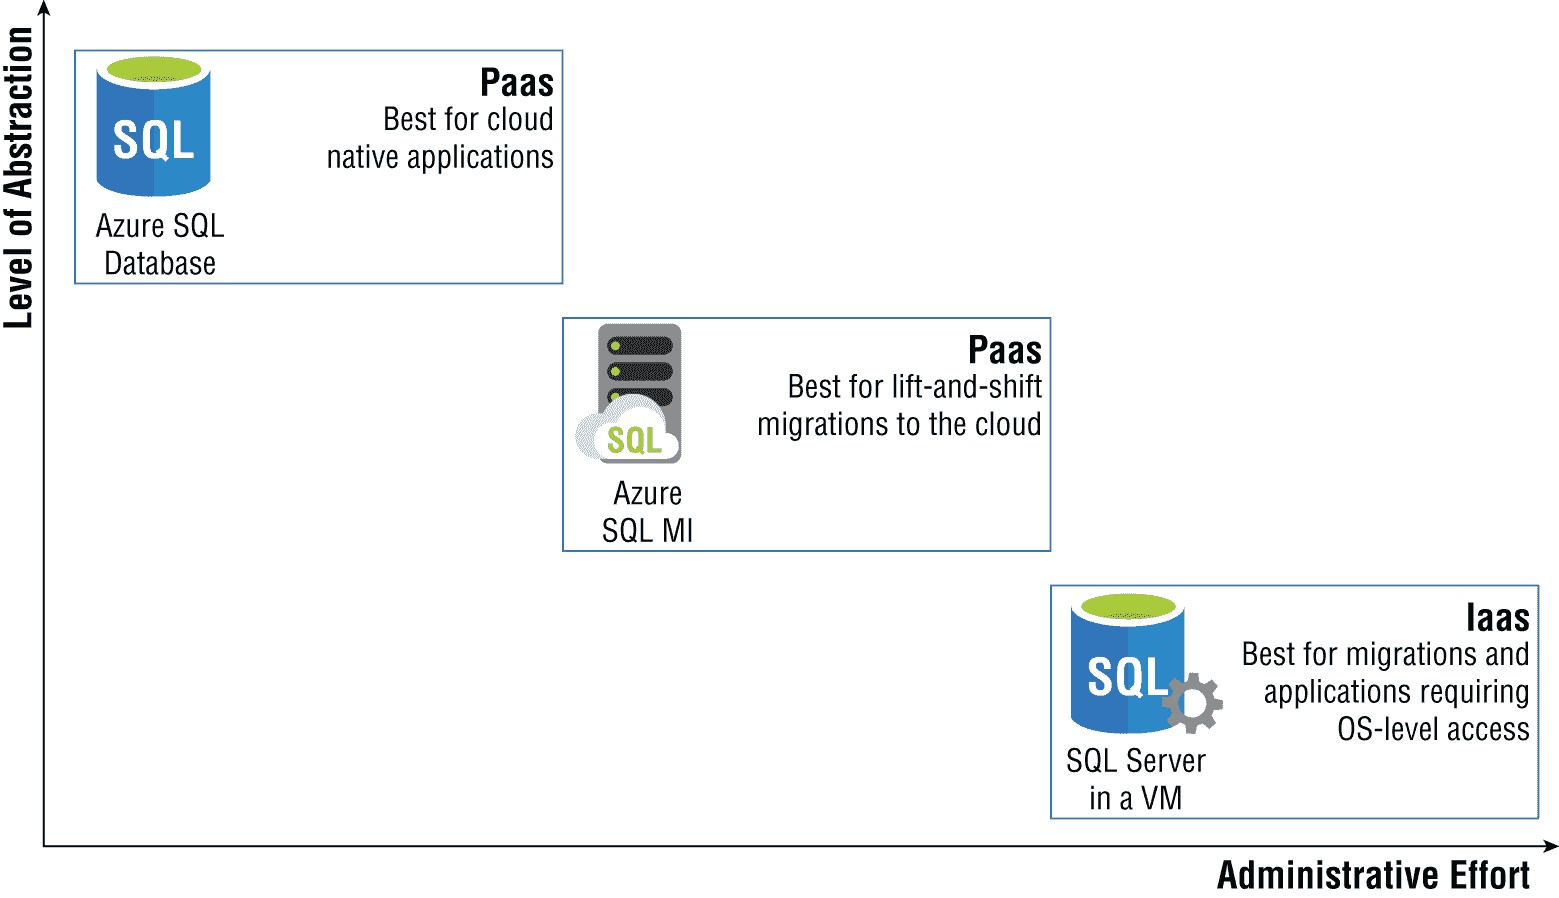 Level of Abstraction
SQL
Azure SQL
Database
Paas
Best for cloud
native applications
SQL
Azure
SQL MI
Paas
Best for lift-and-shift
migrations to the cloud
SQL
SQL Server
in a VM
Iaas
Best for migrations and
applications requiring
OS-level access
Administrative Effort